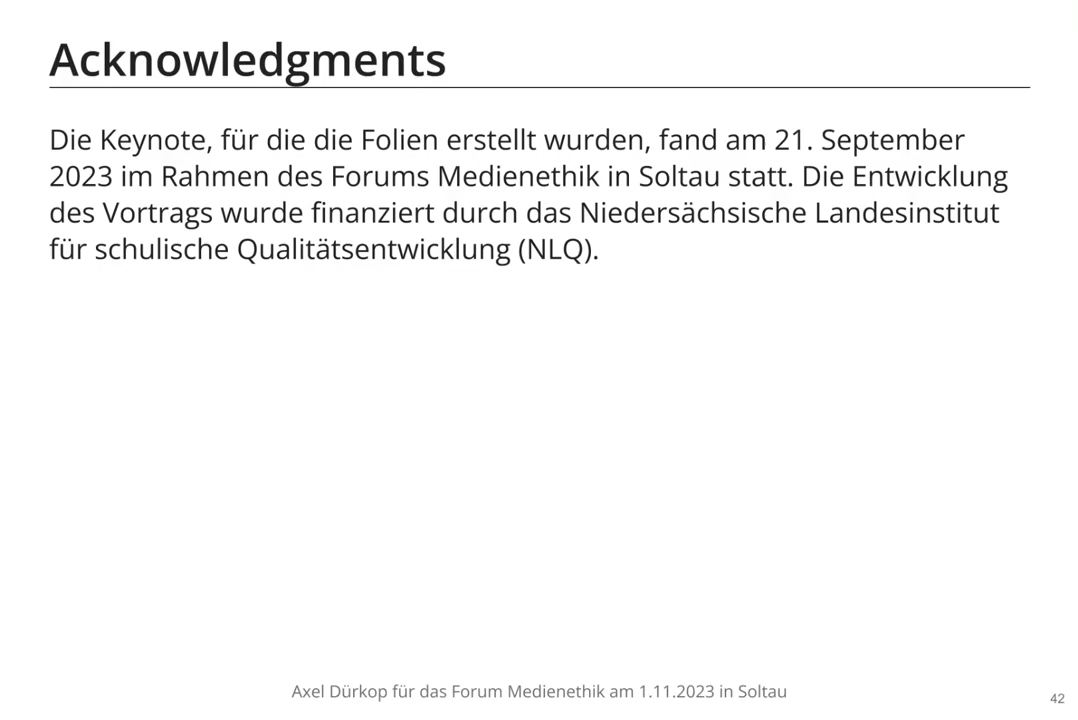 Acknowledgments
Die Keynote, für die die Folien erstellt wurden, fand am 21. September
2023 im Rahmen des Forums Medienethik in Soltau statt. Die Entwicklung
des Vortrags wurde finanziert durch das Niedersächsische Landesinstitut
für schulische Qualitätsentwicklung (NLQ).
Axel Dürkop für das Forum Medienethik am 1.11.2023 in Soltau
42